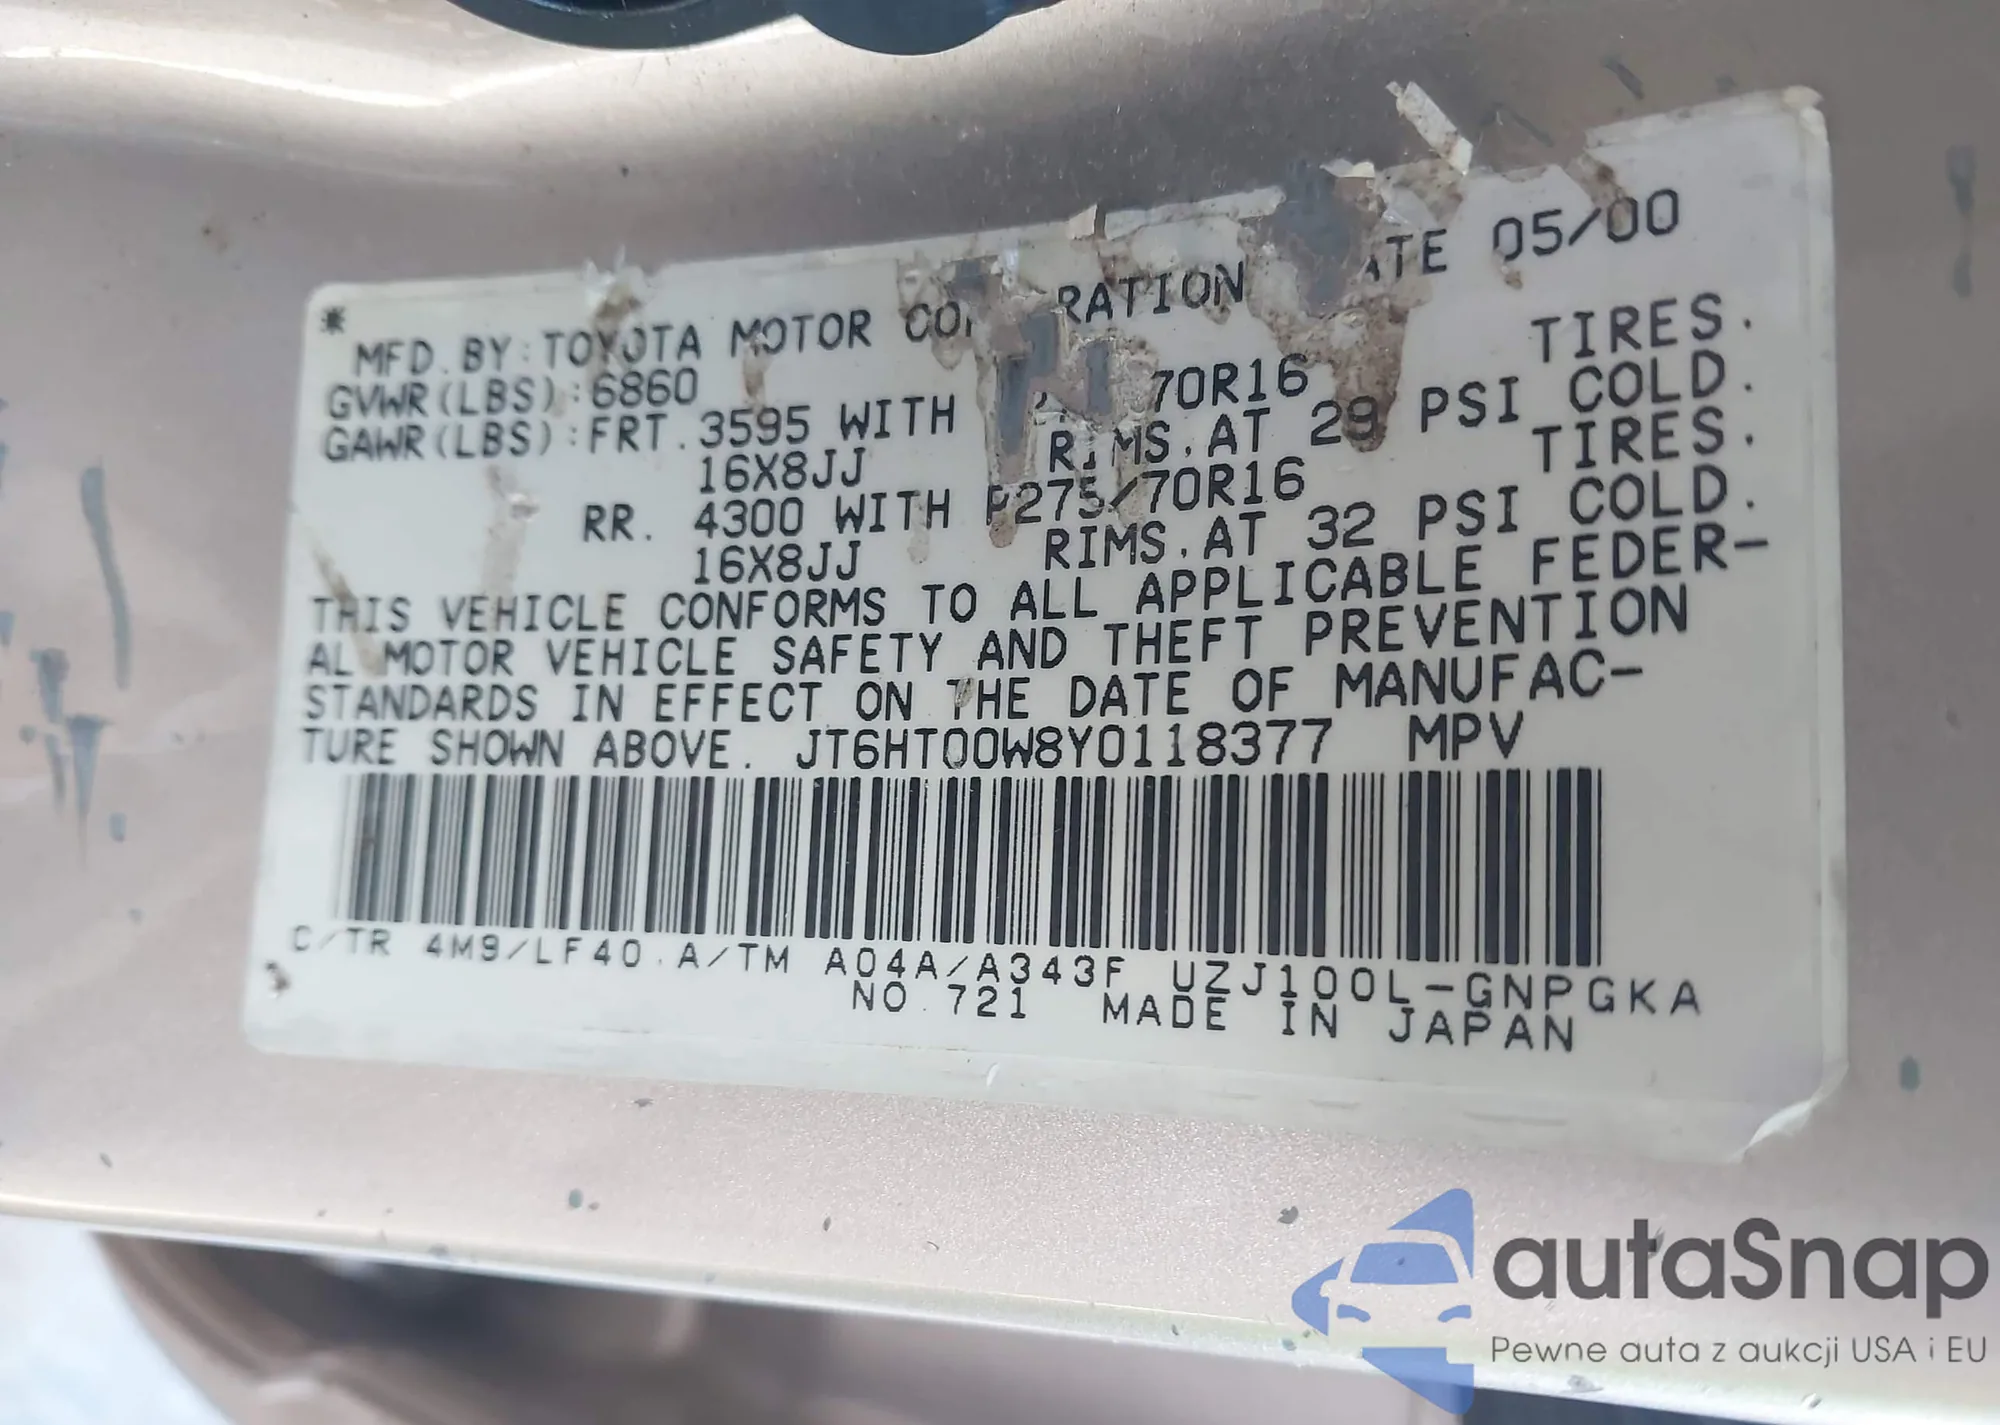 *
MFD. BY: TOYOTA MOTOR DATE 05/00
GVWR(LBS):6860
GAWR(LBS):FRT. 3595 WITH 70R16 TIRES.
16X8JJ RIMS. AT 29 PSI COLD.
RR. 4300 WITH P275/70R16 TIRES.
16X8JJ RIMS. AT 32 PSI COLD.
THIS VEHICLE CONFORMS TO ALL APPLICABLE FEDER-
AL MOTOR VEHICLE SAFETY AND THEFT PREVENTION
STANDARDS IN EFFECT ON THE DATE OF MANUFAC-
TURE SHOWN ABOVE. JT6HT00W8Y0118377 MPV
C/TR 4M9/LF40. A/TM A04A/A343F UZJ100L-GNPGKA
NO. 721 MADE IN JAPAN
autaSnap
Pewne auta z aukcji USA i EU